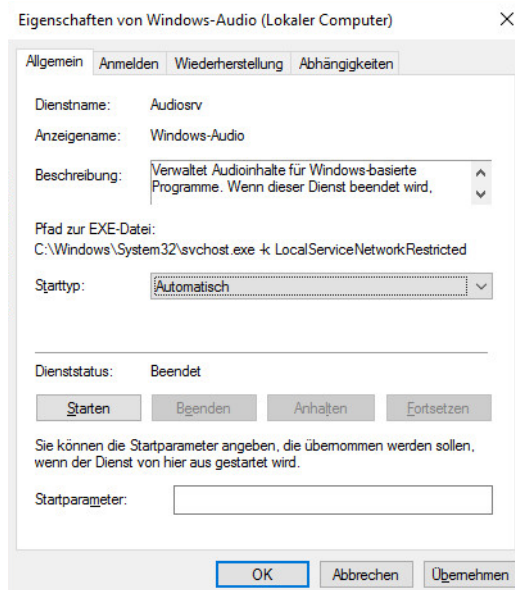 Eigenschaften von Windows-Audio (Lokaler Computer)
Allgemein Anmelden Wiederherstellung Abhängigkeiten
Dienstname: Audiosrv
Anzeigename: Windows-Audio
Beschreibung: Verwaltet Audioinhalte für Windows-basierte
Programme. Wenn dieser Dienst beendet wird,
Pfad zur EXE-Datei:
C:\Windows\System32\svchost.exe -k LocalServiceNetworkRestricted
Starttyp: Automatisch
Dienststatus: Beendet
Starten Beenden Anhalten Fortsetzen
Sie können die Startparameter angeben, die übernommen werden sollen,
wenn der Dienst von hier aus gestartet wird.
Startparameter:
OK Abbrechen Übernehmen